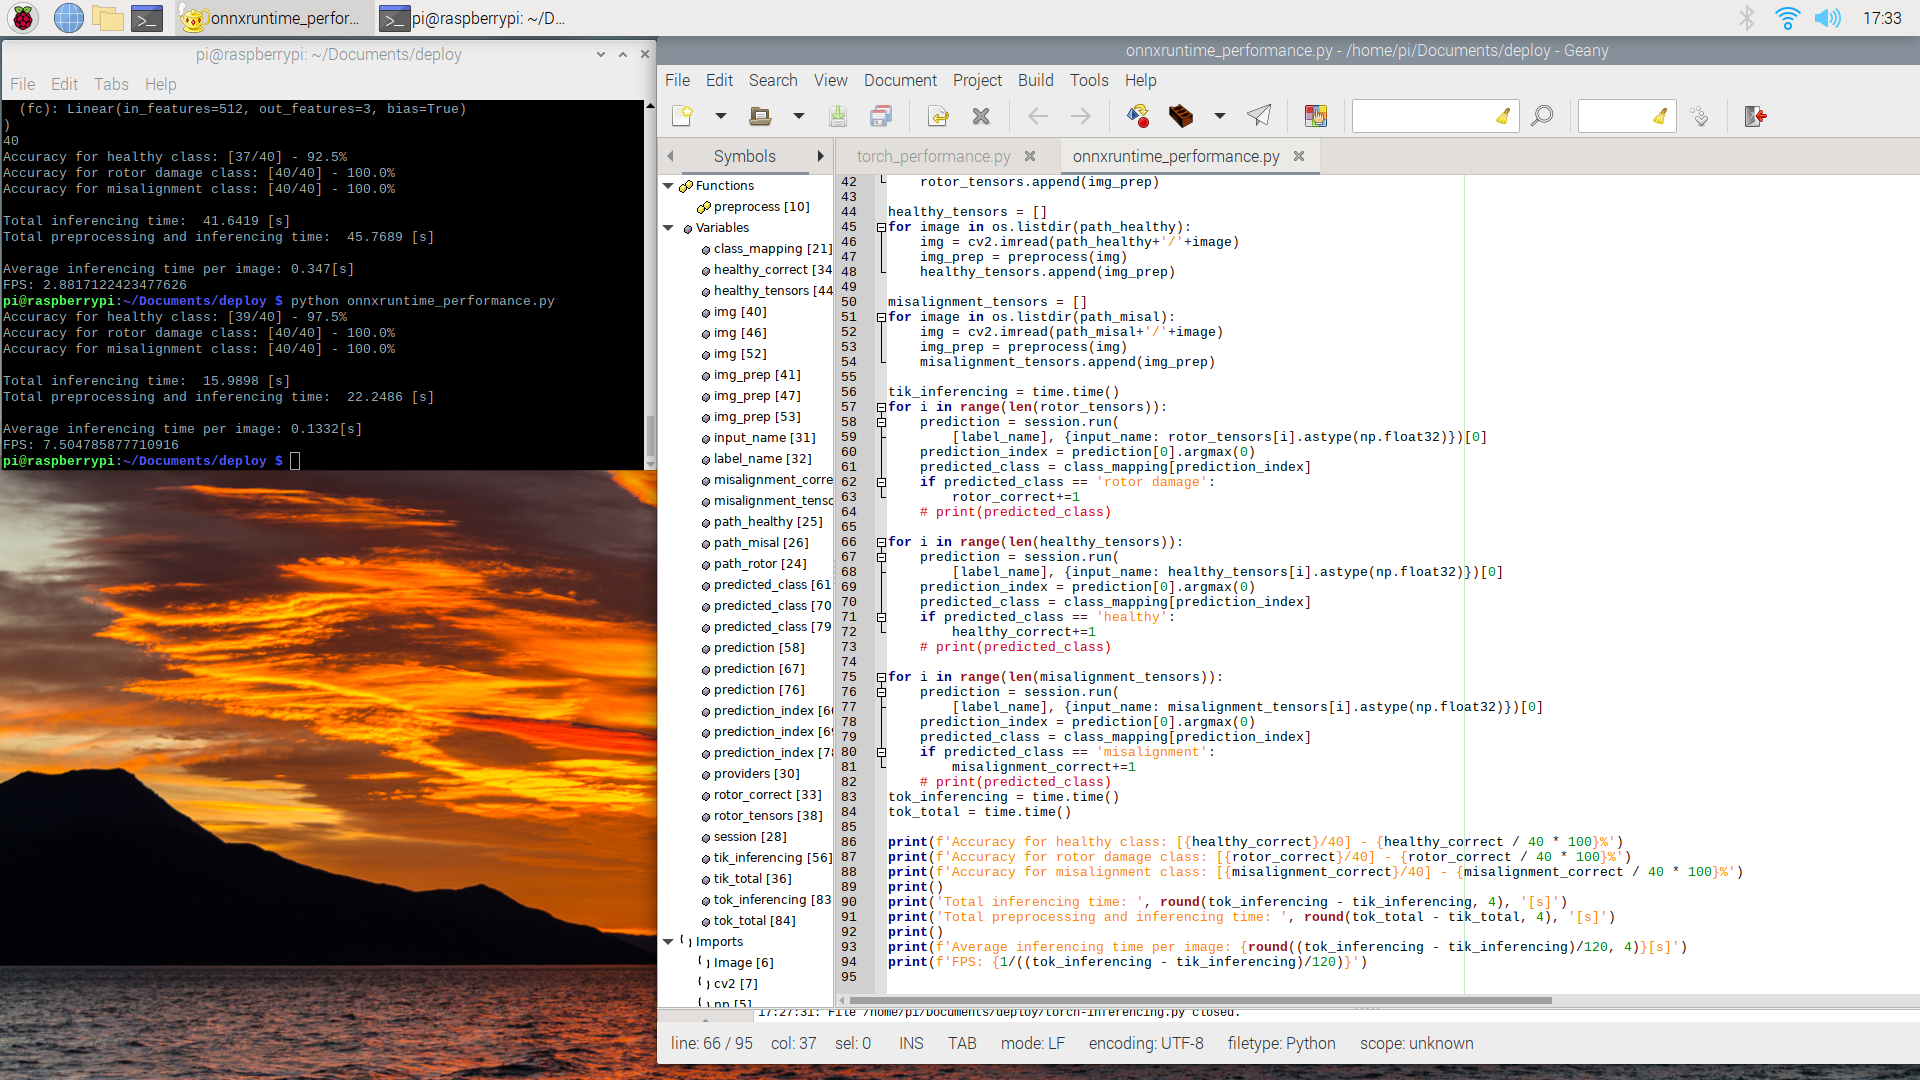 onnxruntime_perfor...
pi@raspberrypi: ~/D...
17:33
pi@raspberrypi: ~/Documents/deploy
File Edit Tabs Help
(fc): Linear(in_features=512, out_features=3, bias=True)
)
40
Accuracy for healthy class: [37/40] - 92.5%
Accuracy for rotor damage class: [40/40] - 100.0%
Accuracy for misalignment class: [40/40] - 100.0%
Total inferencing time:  41.6419 [s]
Total preprocessing and inferencing time:  45.7689 [s]
Average inferencing time per image: 0.347[s]
FPS: 2.8817122423477626
pi@raspberrypi:~/Documents/deploy $ python onnxruntime_performance.py
Accuracy for healthy class: [39/40] - 97.5%
Accuracy for rotor damage class: [40/40] - 100.0%
Accuracy for misalignment class: [40/40] - 100.0%
Total inferencing time:  15.9898 [s]
Total preprocessing and inferencing time:  22.2486 [s]
Average inferencing time per image: 0.1332[s]
FPS: 7.504785877710916
pi@raspberrypi:~/Documents/deploy $
onnxruntime_performance.py - /home/pi/Documents/deploy - Geany
File Edit Search View Document Project Build Tools Help
Symbols
Functions
preprocess [10]
Variables
class_mapping [21]
healthy_correct [34
healthy_tensors [44
img [40]
img [46]
img [52]
img_prep [41]
img_prep [47]
img_prep [53]
input_name [31]
label_name [32]
misalignment_corre
misalignment_tenso
path_healthy [25]
path_misal [26]
path_rotor [24]
predicted_class [61
predicted_class [70
predicted_class [79
prediction [58]
prediction [67]
prediction [76]
prediction_index [60
prediction_index [69
prediction_index [78
providers [30]
rotor_correct [33]
rotor_tensors [38]
session [28]
tik_inferencing [56]
tik_total [36]
tok_inferencing [83
tok_total [84]
Imports
Image [6]
cv2 [7]
np [5]
torch_performance.py
onnxruntime_performance.py
42 rotor_tensors.append(img_prep)
43
44 healthy_tensors = []
45 for image in os.listdir(path_healthy):
46 img = cv2.imread(path_healthy+'/'+image)
47 img_prep = preprocess(img)
48 healthy_tensors.append(img_prep)
49
50 misalignment_tensors = []
51 for image in os.listdir(path_misal):
52 img = cv2.imread(path_misal+'/'+image)
53 img_prep = preprocess(img)
54 misalignment_tensors.append(img_prep)
55
56 tik_inferencing = time.time()
57 for i in range(len(rotor_tensors)):
58 prediction = session.run(
59 [label_name], {input_name: rotor_tensors[i].astype(np.float32)})[0]
60 prediction_index = prediction[0].argmax(0)
61 predicted_class = class_mapping[prediction_index]
62 if predicted_class == 'rotor damage':
63 rotor_correct+=1
64 # print(predicted_class)
65
66 for i in range(len(healthy_tensors)):
67 prediction = session.run(
68 [label_name], {input_name: healthy_tensors[i].astype(np.float32)})[0]
69 prediction_index = prediction[0].argmax(0)
70 predicted_class = class_mapping[prediction_index]
71 if predicted_class == 'healthy':
72 healthy_correct+=1
73 # print(predicted_class)
74
75 for i in range(len(misalignment_tensors)):
76 prediction = session.run(
77 [label_name], {input_name: misalignment_tensors[i].astype(np.float32)})[0]
78 prediction_index = prediction[0].argmax(0)
79 predicted_class = class_mapping[prediction_index]
80 if predicted_class == 'misalignment':
81 misalignment_correct+=1
82 # print(predicted_class)
83 tok_inferencing = time.time()
84 tok_total = time.time()
85
86 print(f'Accuracy for healthy class: [{healthy_correct}/40] - {healthy_correct / 40 * 100}%')
87 print(f'Accuracy for rotor damage class: [{rotor_correct}/40] - {rotor_correct / 40 * 100}%')
88 print(f'Accuracy for misalignment class: [{misalignment_correct}/40] - {misalignment_correct / 40 * 100}%')
89 print()
90 print('Total inferencing time: ', round(tok_inferencing - tik_inferencing, 4), '[s]')
91 print('Total preprocessing and inferencing time: ', round(tok_total - tik_total, 4), '[s]')
92 print()
93 print(f'Average inferencing time per image: {round((tok_inferencing - tik_inferencing)/120, 4)}[s]')
94 print(f'FPS: {1/((tok_inferencing - tik_inferencing)/120)}')
95
17:27:31: File /home/pi/Documents/deploy/torch-inferencing.py closed.
line: 66 / 95 col: 37 sel: 0 INS TAB mode: LF encoding: UTF-8 filetype: Python scope: unknown